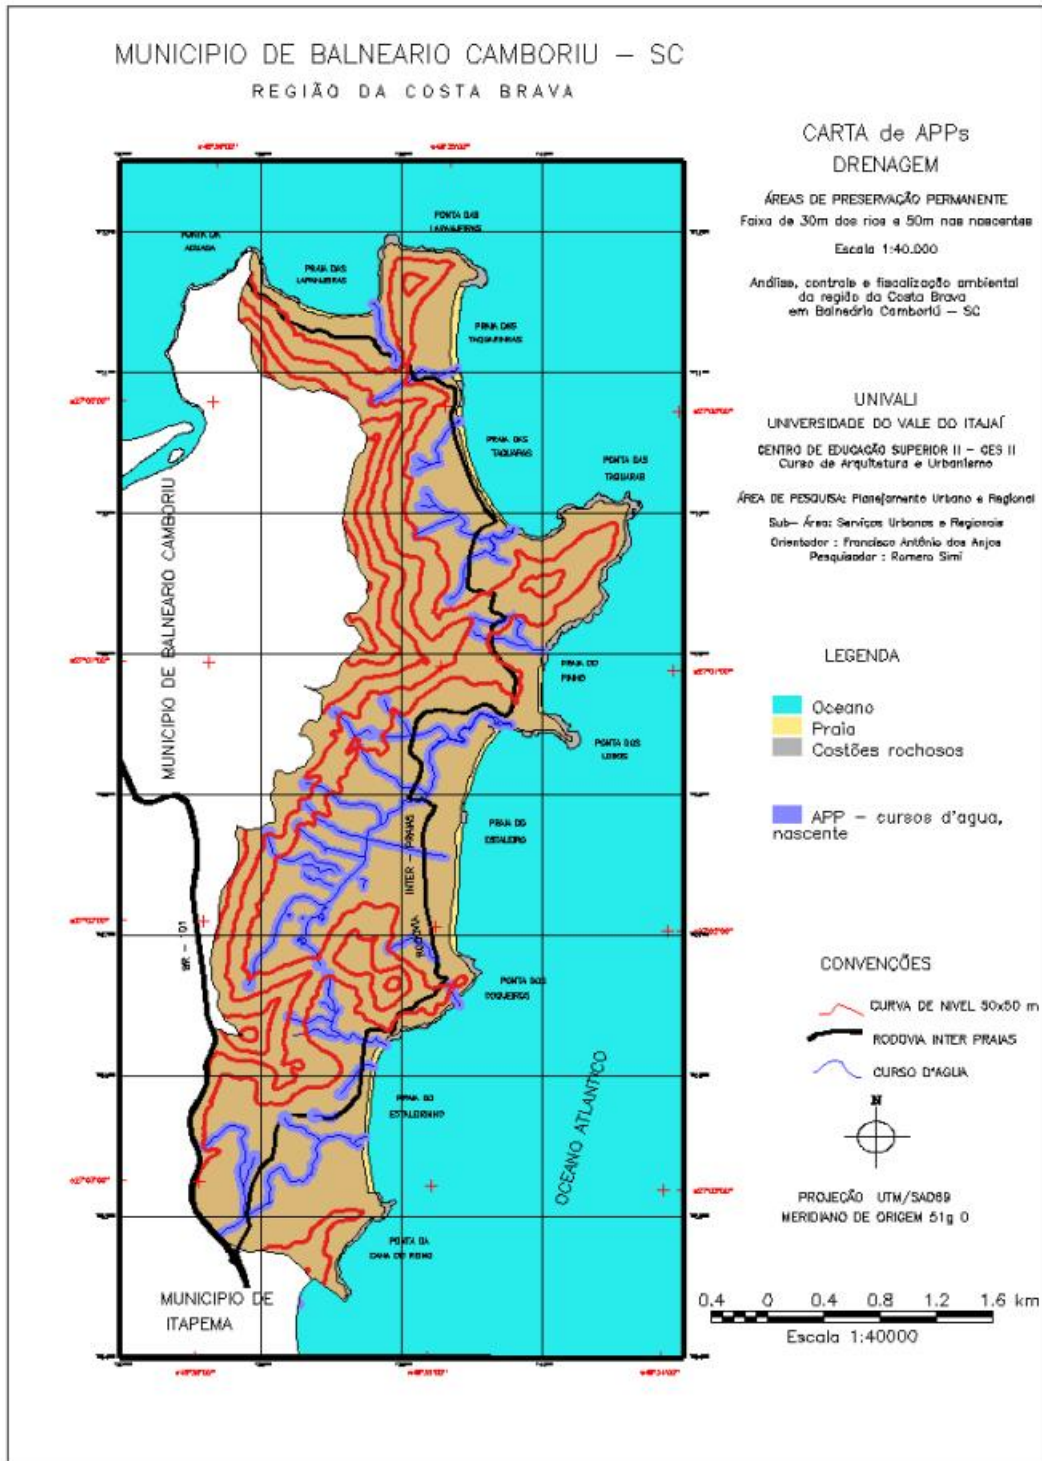 MUNICIPIO DE BALNEARIO CAMBORIU – SC
REGIÃO DA COSTA BRAVA
CARTA de APPs
DRENAGEM
ÁREAS DE PRESERVAÇÃO PERMANENTE
Faixa de 30m dos rios e 50m nas nascentes
Escala 1:40.000
Análise, controle e fiscalização ambiental
da região da Costa Brava
em Balneário Camboriú – SC
UNIVALI
UNIVERSIDADE DO VALE DO ITAJAÍ
CENTRO DE EDUCAÇÃO SUPERIOR II – CES II
Curso de Arquitetura e Urbanismo
ÁREA DE PESQUISA: Planejamento Urbano e Regional
Sub– Área: Serviços Urbanos e Regionais
Orientador : Francisco Antônio dos Anjos
Pesquisador : Romero Simi
LEGENDA
Oceano
Praia
Costões rochosos
APP – cursos d'agua,
nascente
CONVENÇÕES
CURVA DE NIVEL 50x50 m
RODOVIA INTER PRAIAS
CURSO D'AGUA
N
PROJEÇÃO UTM/SAD69
MERIDIANO DE ORIGEM 51g 0
0.4 0 0.4 0.8 1.2 1.6 km
Escala 1:40000
PONTA DAS
LARANJEIRAS
PONTA DA
AGUADA
PRAIA DAS
LARANJEIRAS
PRAIA DAS
TAQUARINHAS
PRAIA DAS
TAQUARAS
PONTA DAS
TAQUARAS
PRAIA DO
PINHO
PONTA DOS
LOBOS
PRAIA DO
ESTALEIRO
RODOVIA INTER – PRAIAS
PONTA DOS
PRAIA DO
ESTALEIRINHO
PONTA DA
OCEANO ATLANTICO
MUNICIPIO DE BALNEARIO CAMBORIU
BR – 101
MUNICIPIO DE
ITAPEMA